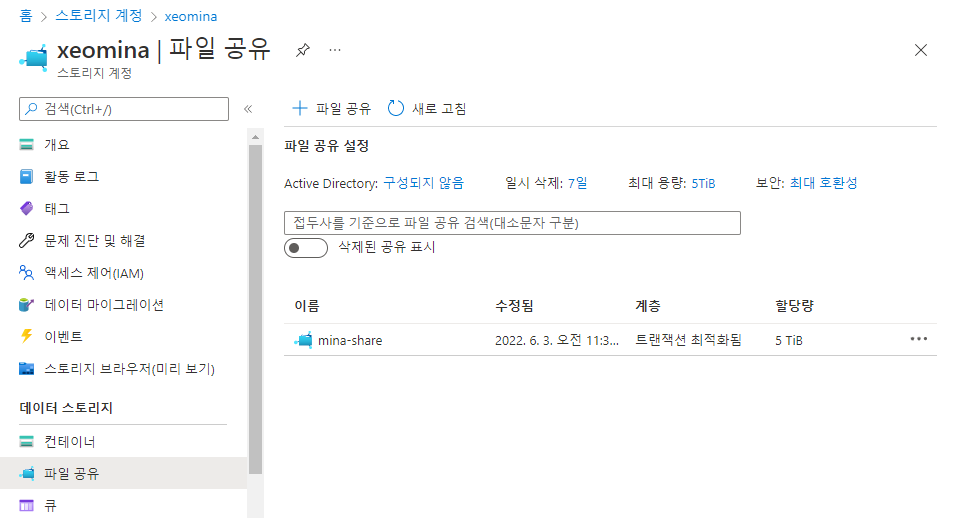 홈 > 스토리지 계정 > xeomina
xeomina | 파일 공유
스토리지 계정
검색(Ctrl+/)
개요
활동 로그
태그
문제 진단 및 해결
액세스 제어(IAM)
데이터 마이그레이션
이벤트
스토리지 브라우저(미리 보기)
데이터 스토리지
컨테이너
파일 공유
큐
파일 공유 새로 고침
파일 공유 설정
Active Directory: 구성되지 않음 일시 삭제: 7일 최대 용량: 5TiB 보안: 최대 호환성
접두사를 기준으로 파일 공유 검색(대소문자 구분)
삭제된 공유 표시
이름 수정됨 계층 할당량
mina-share 2022. 6. 3. 오전 11:3... 트랜잭션 최적화됨 5 TiB